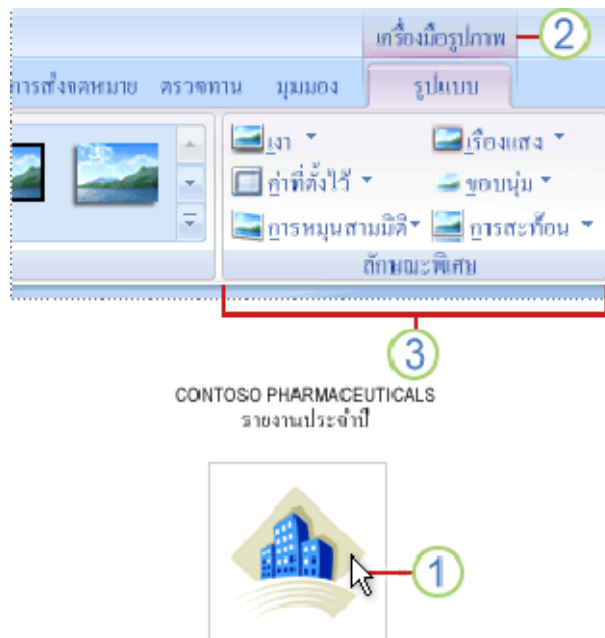 เครื่องมือรูปภาพ 2
การส่งจดหมาย ตรวจทาน มุมมอง รูปแบบ
เงา เรืองแสง
ค่าที่ตั้งไว้ ขอบนุ่ม
การหมุนสามมิติ การสะท้อน
ลักษณะพิเศษ
3
CONTOSO PHARMACEUTICALS
รายงานประจำปี
1